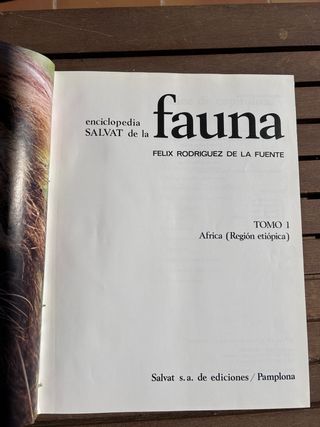 enciclopedia
SALVAT de la fauna
FELIX RODRIGUEZ DE LA FUENTE
TOMO 1
Africa (Región etiópica)
Salvat s.a. de ediciones/Pamplona